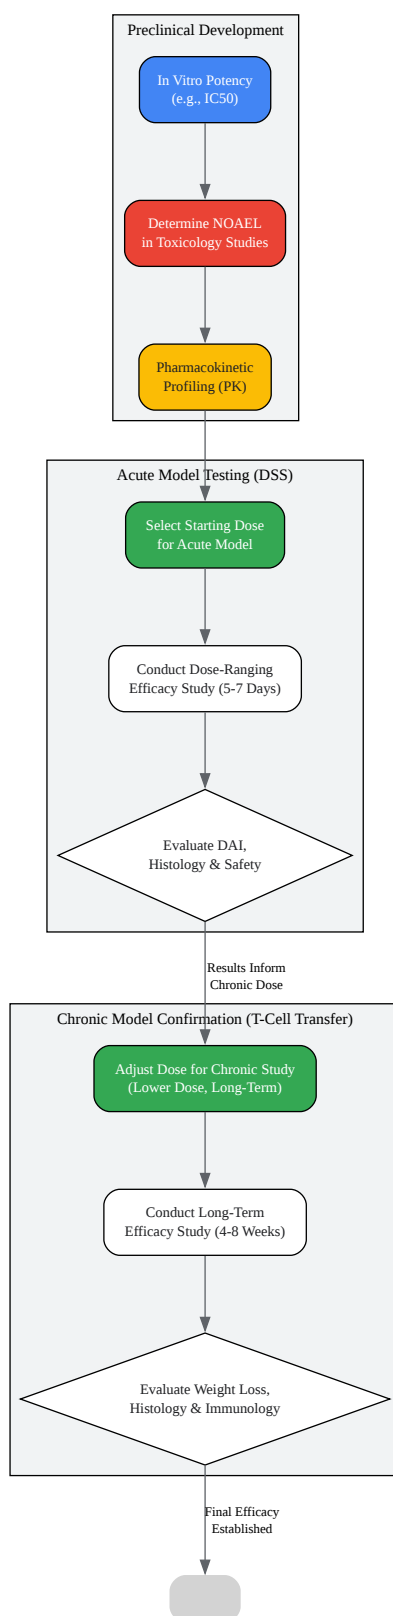 Preclinical Development
In Vitro Potency
(e.g., IC50)
Determine NOAEL
in Toxicology Studies
Pharmacokinetic
Profiling (PK)
Acute Model Testing (DSS)
Select Starting Dose
for Acute Model
Conduct Dose-Ranging
Efficacy Study (5-7 Days)
Evaluate DAI,
Histology & Safety
Results Inform
Chronic Dose
Chronic Model Confirmation (T-Cell Transfer)
Adjust Dose for Chronic Study
(Lower Dose, Long-Term)
Conduct Long-Term
Efficacy Study (4-8 Weeks)
Evaluate Weight Loss,
Histology & Immunology
Final Efficacy
Established